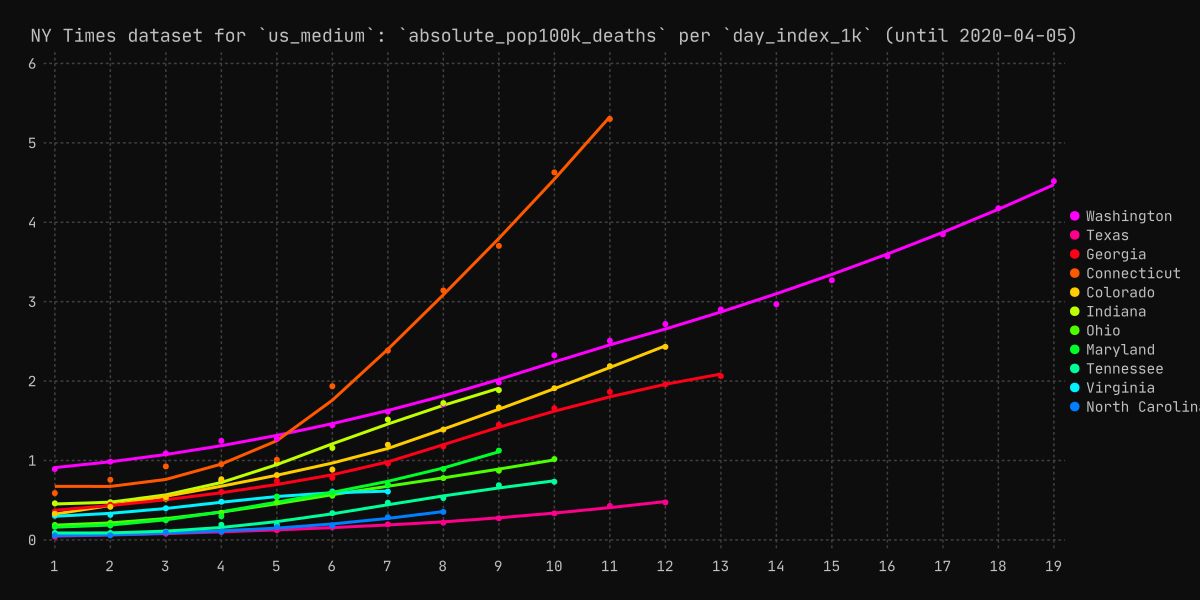 NY Times dataset for `us_medium`: `absolute_pop100k_deaths` per `day_index_1k` (until 2020-04-05)
6
5
4
3
2
1
0
1 2 3 4 5 6 7 8 9 10 11 12 13 14 15 16 17 18 19
Washington
Texas
Georgia
Connecticut
Colorado
Indiana
Ohio
Maryland
Tennessee
Virginia
North Carolina